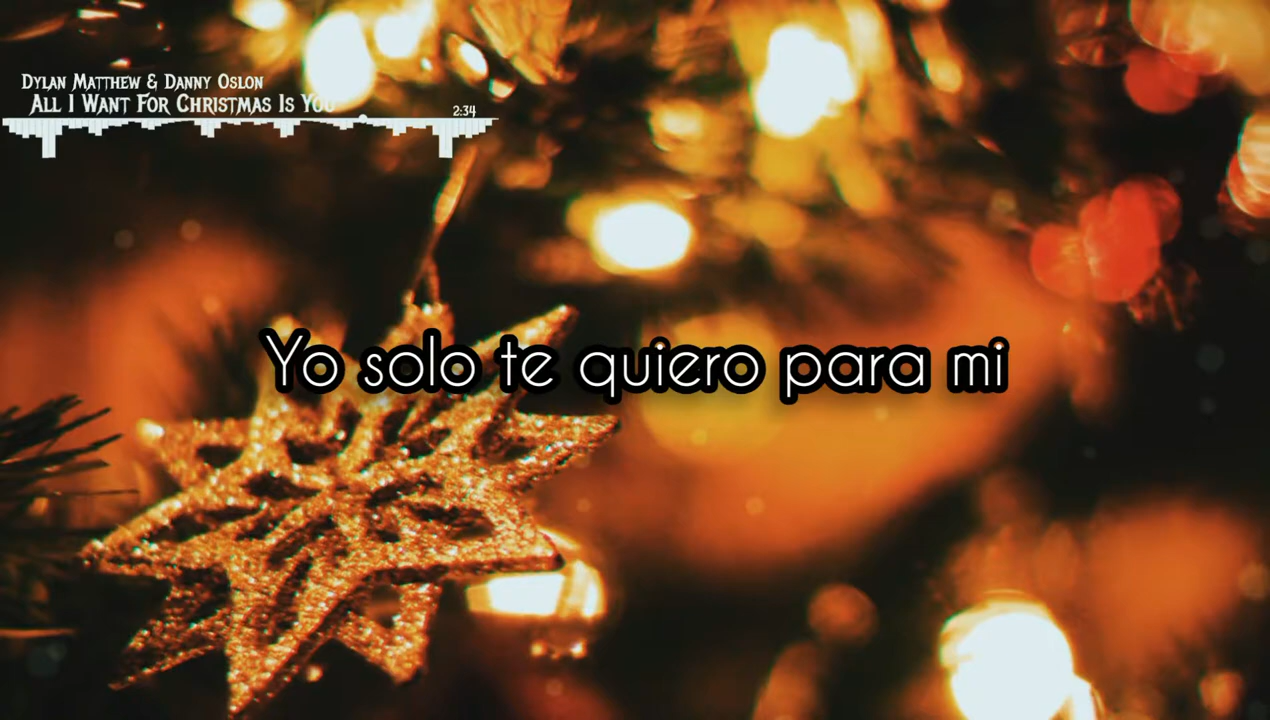 Dylan Matthew & Danny Oslon
All I Want For Christmas Is You
2:34
Yo solo te quiero para mi